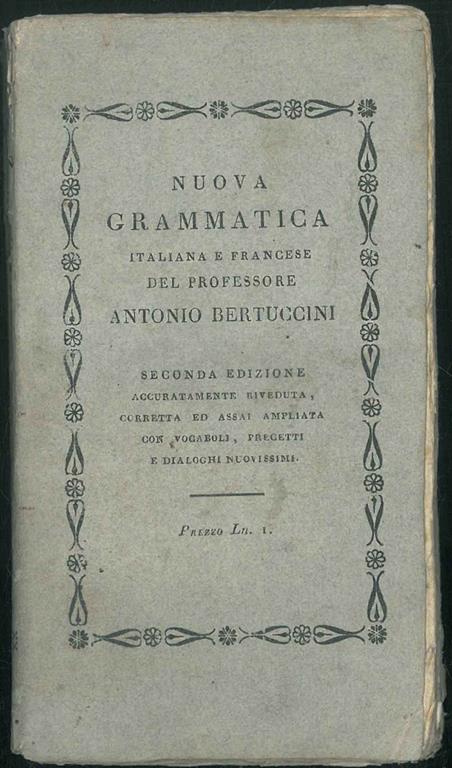 NUOVA
GRAMMATICA
ITALIANA E FRANCESE
DEL PROFESSORE
ANTONIO BERTUCCINI
SECONDA EDIZIONE
ACCURATAMENTE RIVEDUTA,
CORRETTA ED ASSAI AMPLIATA
CON VOCABOLI, PRECETTI
E DIALOGHI NUOVISSIMI.
PREZZO LIR. 1.